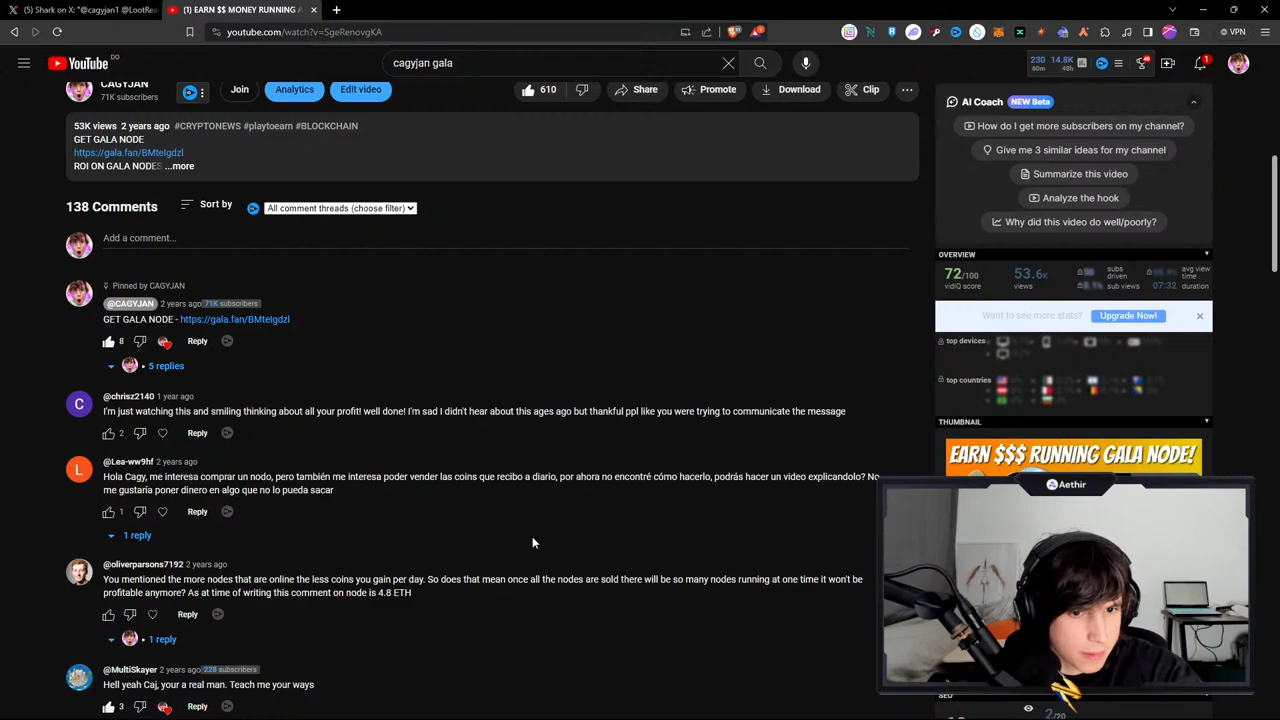 (5) Shark on X: "@cagyjan1 @LootRea
(1) EARN $$ MONEY RUNNING A
youtube.com/watch?v=SgeRenovgKA
VPN
YouTube DO
cagyjan gala
230 60m 14.8K 48h
CAGYJAN
71K subscribers
Join
Analytics
Edit video
610
Share
Promote
Download
Clip
53K views 2 years ago #CRYPTONEWS #playtoearn #BLOCKCHAIN
GET GALA NODE
https://gala.fan/BMteIgdzl
ROI ON GALA NODES ...more
138 Comments
Sort by
All comment threads (choose filter)
Add a comment...
Pinned by CAGYJAN
@CAGYJAN 2 years ago 71K subscribers
GET GALA NODE - https://gala.fan/BMteIgdzl
8 Reply
5 replies
C
@chrisz2140 1 year ago
I'm just watching this and smiling thinking about all your profit! well done! I'm sad I didn't hear about this ages ago but thankful ppl like you were trying to communicate the message
2 Reply
L
@Lea-ww9hf 2 years ago
Hola Cagy, me interesa comprar un nodo, pero también me interesa poder vender las coins que recibo a diario, por ahora no encontré cómo hacerlo, podrás hacer un video explicandolo? No
me gustaría poner dinero en algo que no lo pueda sacar
1 Reply
1 reply
@oliverparsons7192 2 years ago
You mentioned the more nodes that are online the less coins you gain per day. So does that mean once all the nodes are sold there will be so many nodes running at one time it won't be
profitable anymore? As at time of writing this comment on node is 4.8 ETH
Reply
1 reply
@MultiSkayer 2 years ago 228 subscribers
Hell yeah Caj, your a real man. Teach me your ways
3 Reply
AI Coach NEW Beta
How do I get more subscribers on my channel?
Give me 3 similar ideas for my channel
Summarize this video
Analyze the hook
Why did this video do well/poorly?
OVERVIEW
72/100
vidIQ score
53.6K
views
subs driven
sub views
avg view time
07:32 duration
Want to see more stats? Upgrade Now!
top devices
top countries
THUMBNAIL
EARN $$$ RUNNING GALA NODE!
Aethir
SEO
2/20